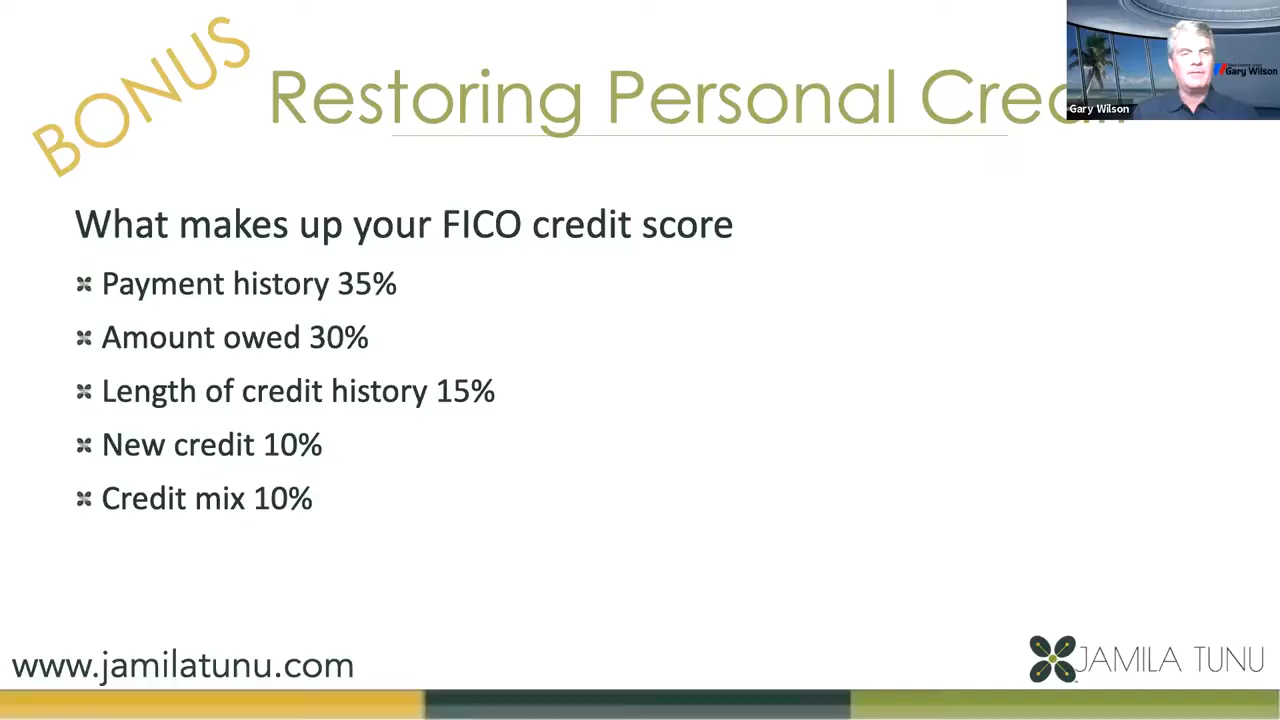 BONUS
Restoring Personal Credit
Gary Wilson
Gary Wilson
What makes up your FICO credit score
Payment history 35%
Amount owed 30%
Length of credit history 15%
New credit 10%
Credit mix 10%
www.jamilatunu.com
JAMILA TUNU